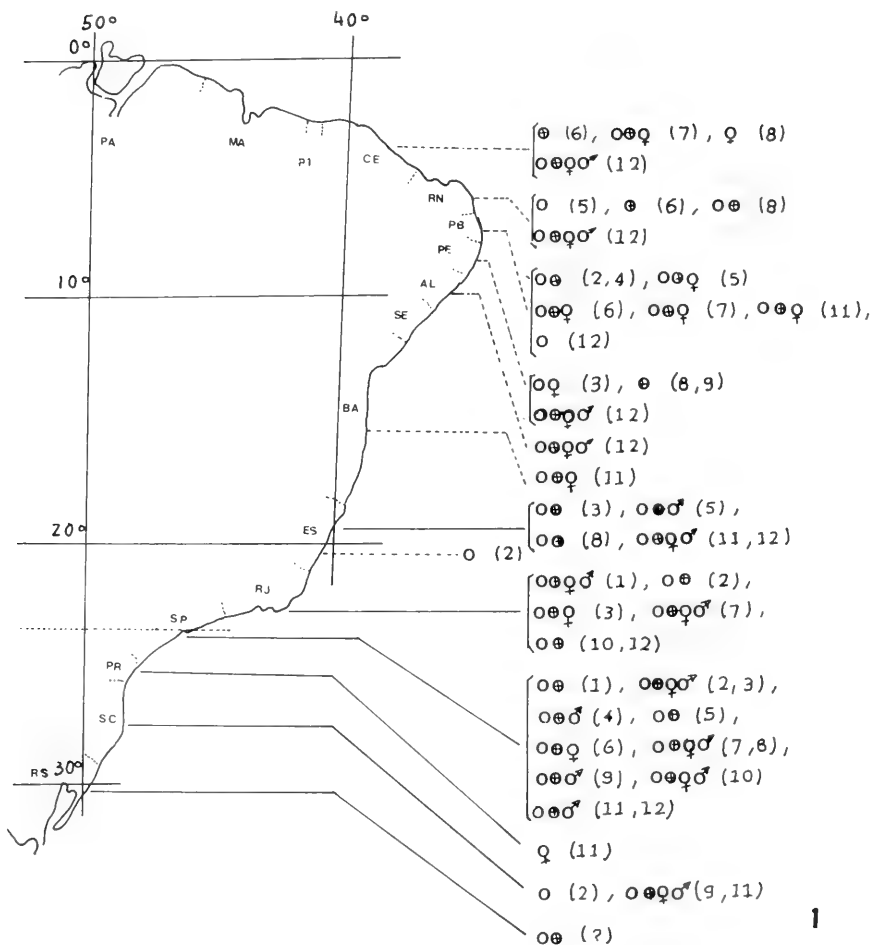 50° 40°
0°
PA MA PI CE
RN
PB
PE
AL
10°
SE
BA
ES
20°
RJ
SP
PR
SC
RS 30°
⊕ (6), O⊕♀ (7), ♀ (8)
O⊕♀♂ (12)
O (5), ⊕ (6), O⊕ (8)
O⊕♀♂ (12)
O⊕ (2,4), O⊕♀ (5)
O⊕♀ (6), O⊕♀ (7), O⊕♀ (11),
O (12)
O♀ (3), ⊕ (8,9)
O⊕♀♂ (12)
O⊕♀♂ (12)
O⊕♀ (11)
O⊕ (3), O⊕♂ (5),
O⊕ (8), O⊕♀♂ (11,12)
O (2)
O⊕♀♂ (1), O⊕ (2),
O⊕♀ (3), O⊕♀♂ (7),
O⊕ (10,12)
O⊕ (1), O⊕♀♂ (2,3),
O⊕♂ (4), O⊕ (5),
O⊕♀ (6), O⊕♀♂ (7,8),
O⊕♂ (9), O⊕♀♂ (10)
O⊕♂ (11,12)
♀ (11)
O (2), O⊕♀♂ (9,11)
O⊕ (?)
1